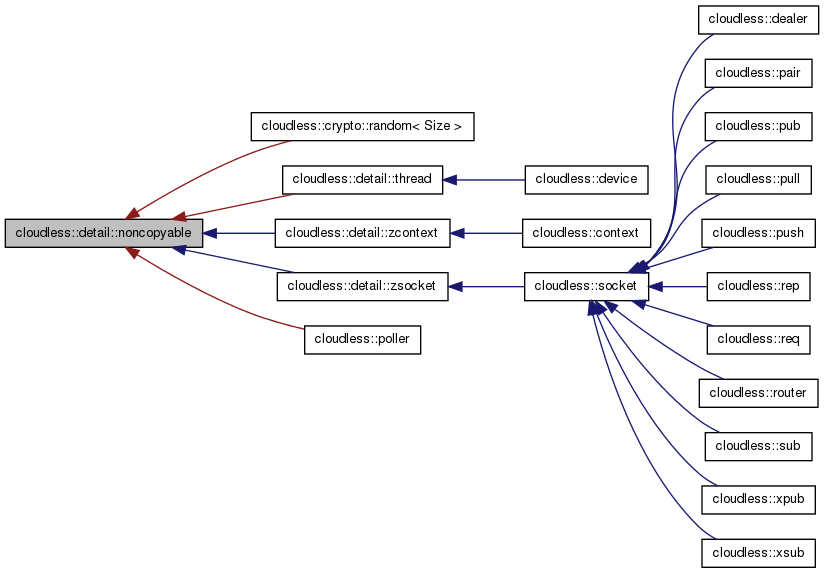 cloudless::detail::noncopyable
cloudless::crypto::random< Size >
cloudless::detail::thread
cloudless::detail::zcontext
cloudless::detail::zsocket
cloudless::poller
cloudless::device
cloudless::context
cloudless::socket
cloudless::dealer
cloudless::pair
cloudless::pub
cloudless::pull
cloudless::push
cloudless::rep
cloudless::req
cloudless::router
cloudless::sub
cloudless::xpub
cloudless::xsub